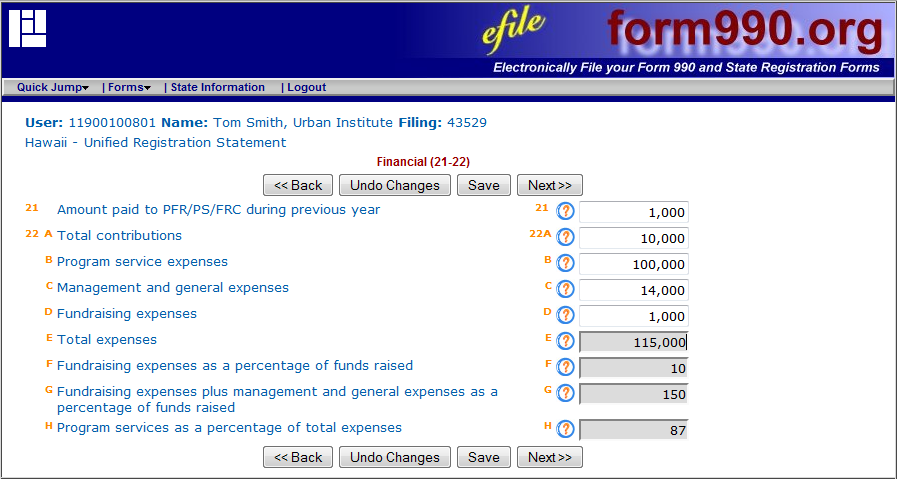 efile
form990.org
Electronically File your Form 990 and State Registration Forms
Quick Jump | Forms | State Information | Logout
User: 11900100801 Name: Tom Smith, Urban Institute Filing: 43529
Hawaii - Unified Registration Statement
Financial (21-22)
<< Back Undo Changes Save Next >>
21 Amount paid to PFR/PS/FRC during previous year 21 ? 1,000
22 A Total contributions 22A ? 10,000
B Program service expenses B ? 100,000
C Management and general expenses C ? 14,000
D Fundraising expenses D ? 1,000
E Total expenses E ? 115,000
F Fundraising expenses as a percentage of funds raised F ? 10
G Fundraising expenses plus management and general expenses as a G ? 150
percentage of funds raised
H Program services as a percentage of total expenses H ? 87
<< Back Undo Changes Save Next >>